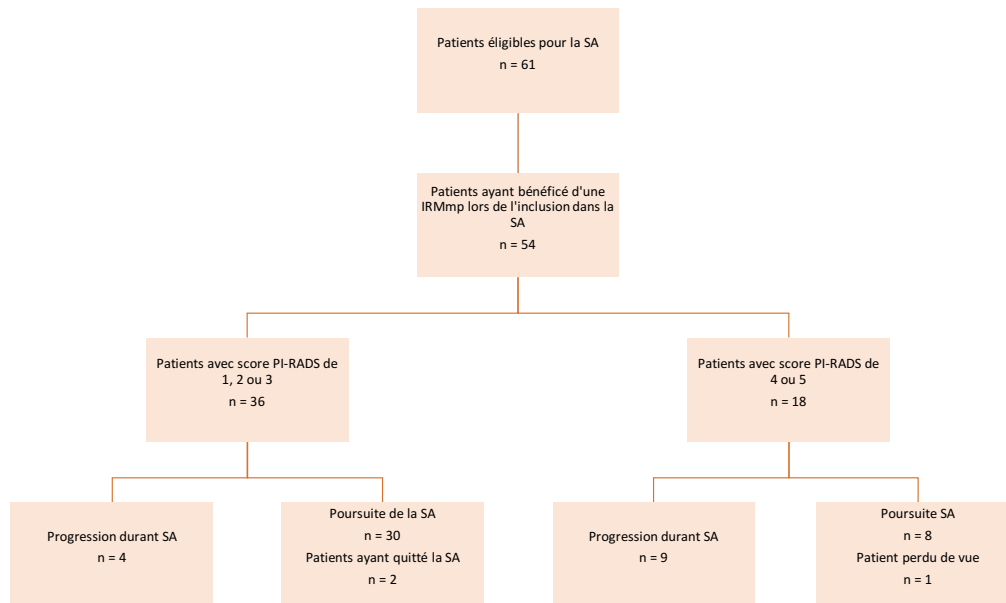 Patients éligibles pour la SA
n = 61
Patients ayant bénéficé d'une
IRMmp lors de l'inclusion dans la
SA
n = 54
Patients avec score PI-RADS de
1, 2 ou 3
n = 36
Patients avec score PI-RADS de
4 ou 5
n = 18
Progression durant SA
n = 4
Poursuite de la SA
n = 30
Patients ayant quitté la SA
n = 2
Progression durant SA
n = 9
Poursuite SA
n = 8
Patient perdu de vue
n = 1